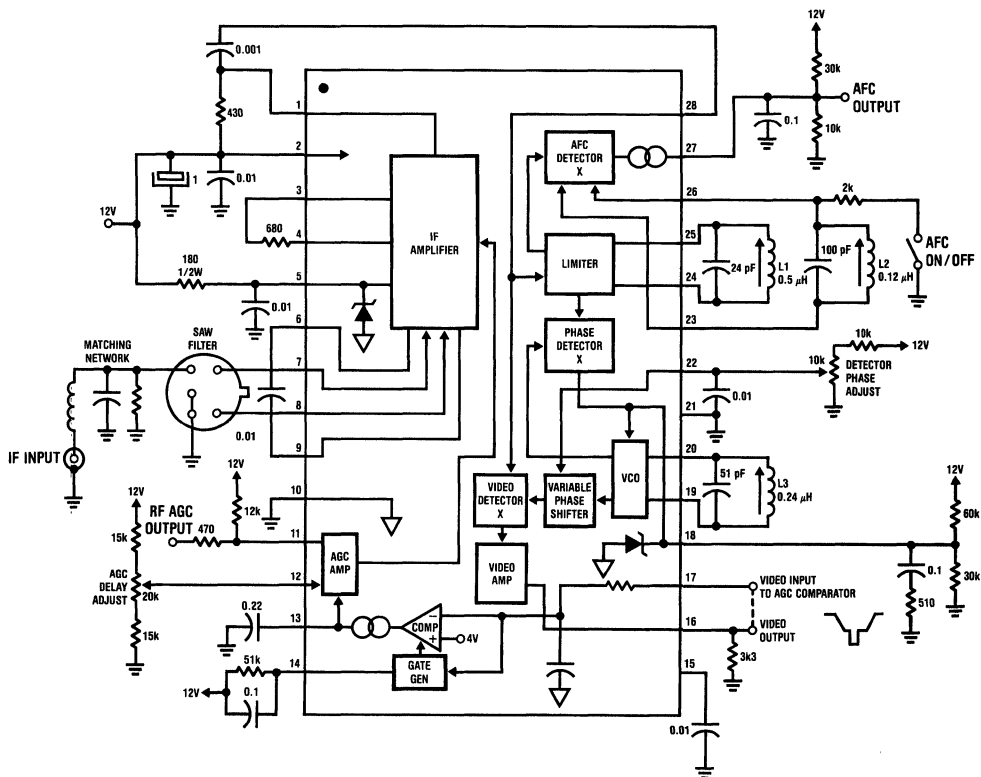 12V
0.001
30k
AFC
OUTPUT
0.1
10k
430
1
28
2
27
AFC
DETECTOR
X
1
0.01
3
26
2k
12V
680
4
IF
AMPLIFIER
25
LIMITER
24 pF
L1
0.5 μH
100 pF
L2
0.12 μH
AFC
ON/OFF
180
1/2W
5
24
0.01
6
23
PHASE
DETECTOR
X
SAW
FILTER
MATCHING
NETWORK
7
22
10k
12V
10k
DETECTOR
PHASE
ADJUST
0.01
8
21
0.01
9
20
IF INPUT
VCO
51 pF
L3
0.24 μH
12V
10
19
VIDEO
DETECTOR
X
VARIABLE
PHASE
SHIFTER
12V
12V
RF AGC
OUTPUT
12k
60k
470
11
18
15k
AGC
AMP
VIDEO
AMP
0.1
30k
AGC
DELAY
ADJUST
20k
12
17
VIDEO INPUT
TO AGC COMPARATOR
510
0.22
13
COMP
−
+
4V
16
VIDEO
OUTPUT
15k
51k
14
GATE
GEN
15
3k3
12V
0.1
0.01